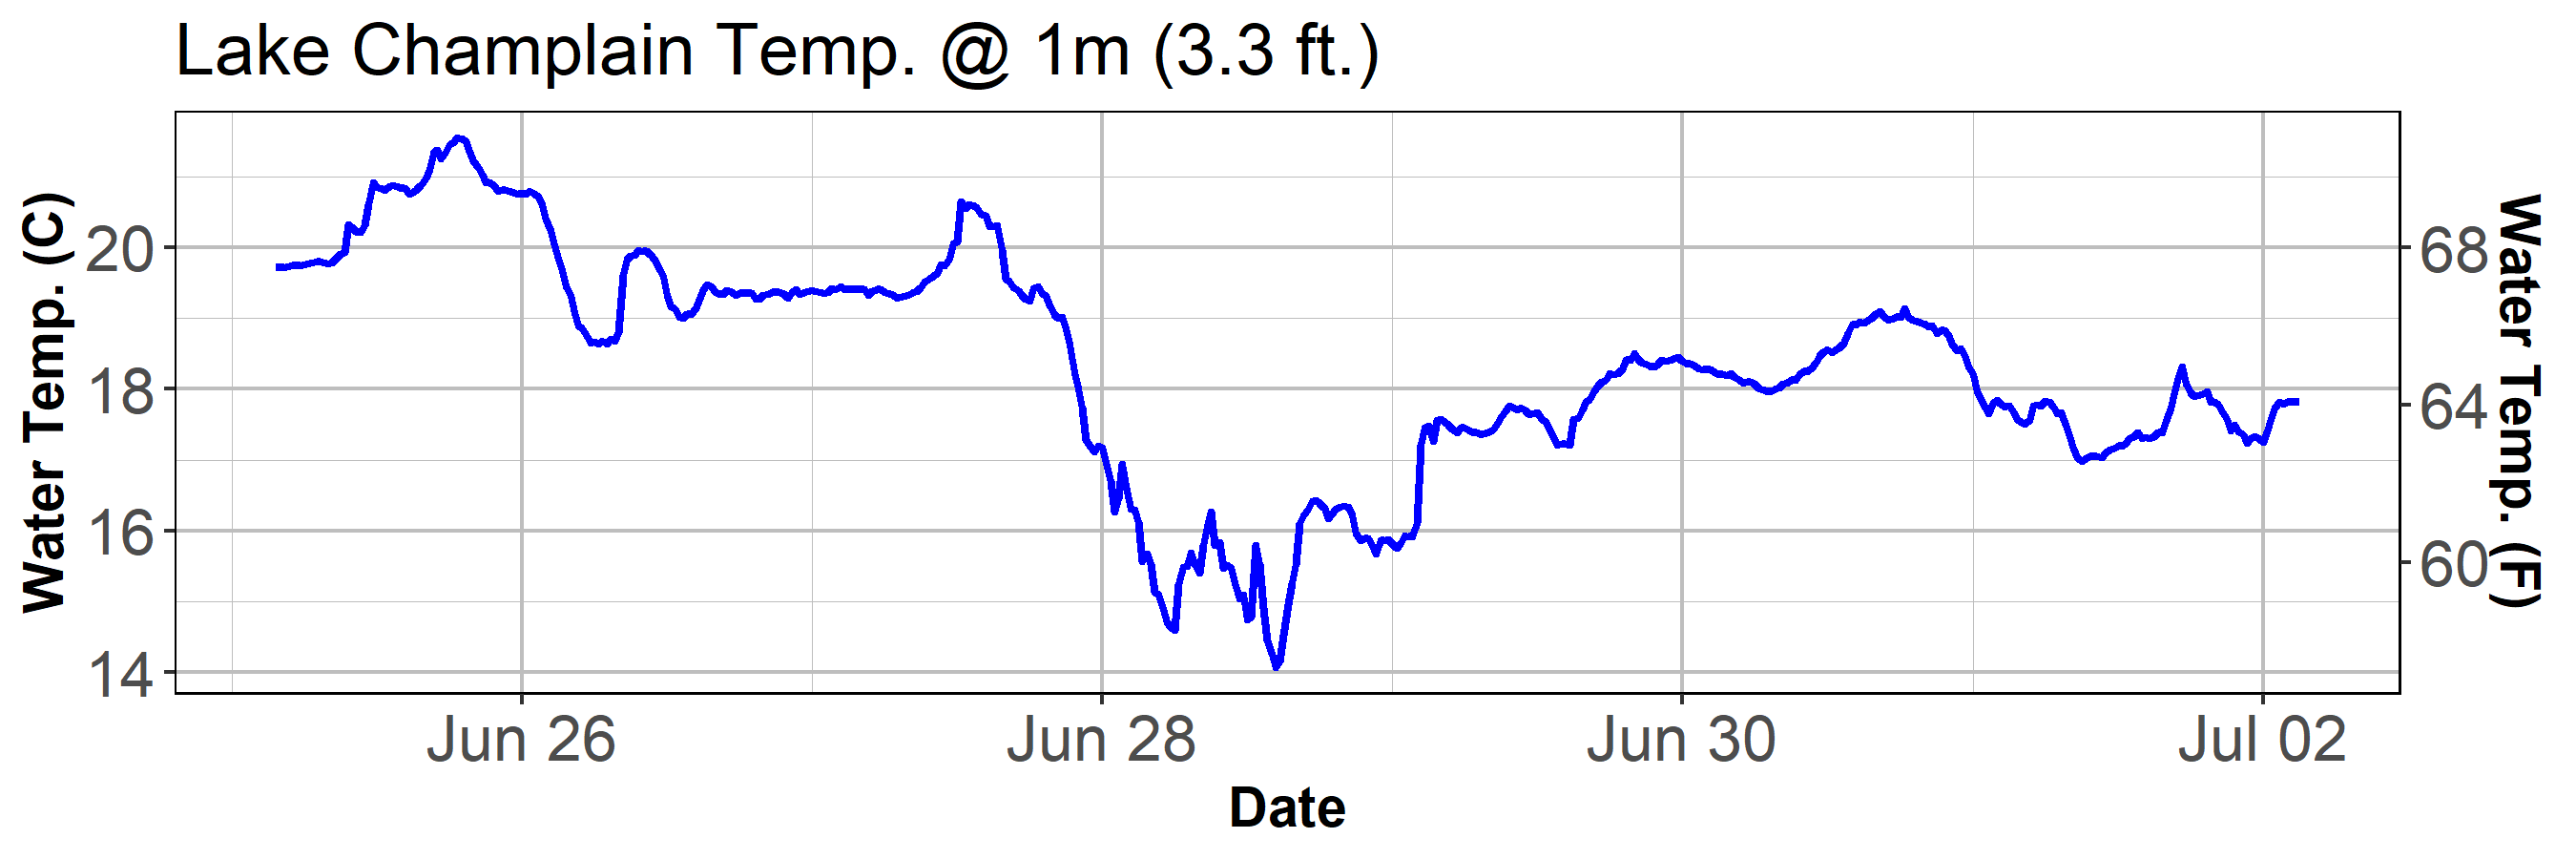 Lake Champlain Temp. @ 1m (3.3 ft.)
Water Temp. (C)
20
18
16
14
68
64
60
Water Temp. (F)
Jun 26
Jun 28
Jun 30
Jul 02
Date